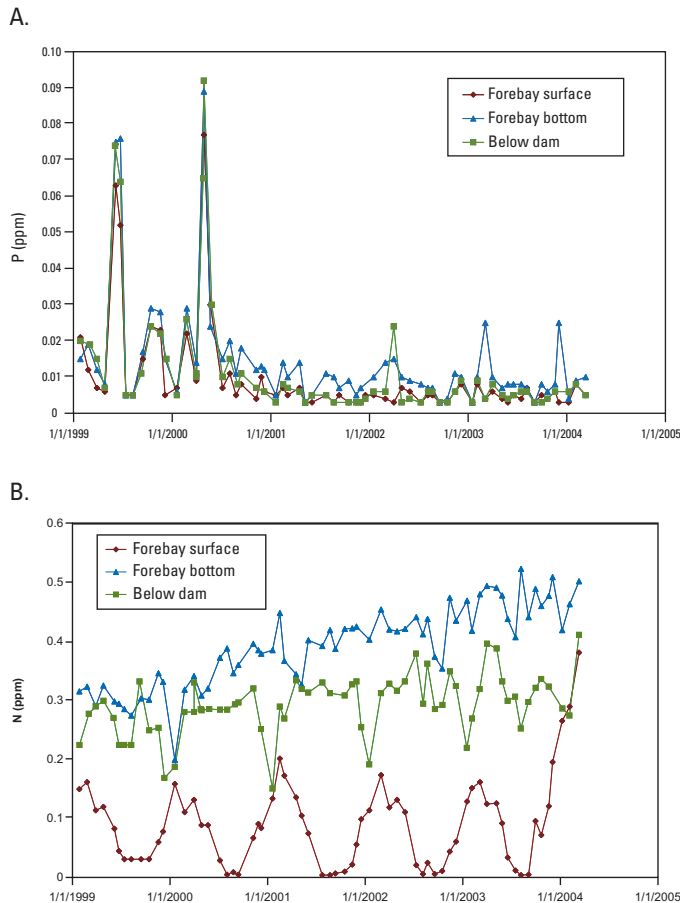 A.
0.10
0.09
0.08
0.07
0.06
0.05
0.04
0.03
0.02
0.01
0
P (ppm)
Forebay surface
Forebay bottom
Below dam
1/1/1999 1/1/2000 1/1/2001 1/1/2002 1/1/2003 1/1/2004 1/1/2005
B.
0.6
0.5
0.4
0.3
0.2
0.1
0
N (ppm)
Forebay surface
Forebay bottom
Below dam
1/1/1999 1/1/2000 1/1/2001 1/1/2002 1/1/2003 1/1/2004 1/1/2005